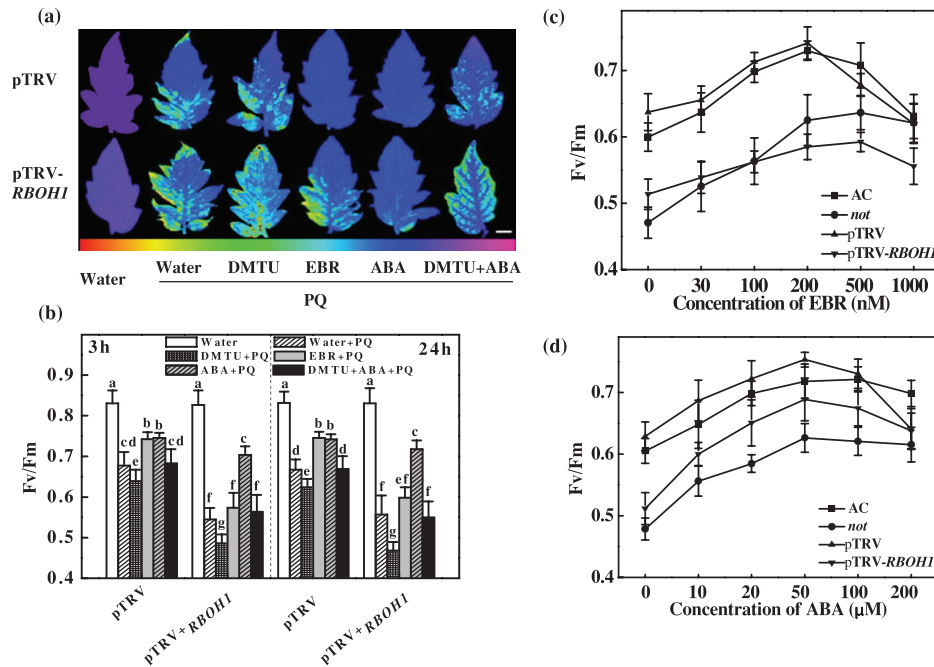 (a)
pTRV
pTRV-
RBOH1
Water
Water DMTU EBR ABA DMTU+ABA
PQ
(b)
3h
24h
Water Water+PQ
DMTU+PQ EBR+PQ
ABA+PQ DMTU+ABA+PQ
Fv/Fm
0.9
0.8
0.7
0.6
0.5
0.4
a cd e b b cd
a f g f c f
a d e b b d
a f g ef c f
pTRV
pTRV+RBOH1
pTRV
pTRV+RBOH1
(c)
Fv/Fm
0.7
0.6
0.5
0.4
AC
not
pTRV
pTRV-RBOH1
0 30 100 200 500 1000
Concentration of EBR (nM)
(d)
Fv/Fm
0.7
0.6
0.5
0.4
AC
not
pTRV
pTRV-RBOH1
0 10 20 50 100 200
Concentration of ABA (μM)